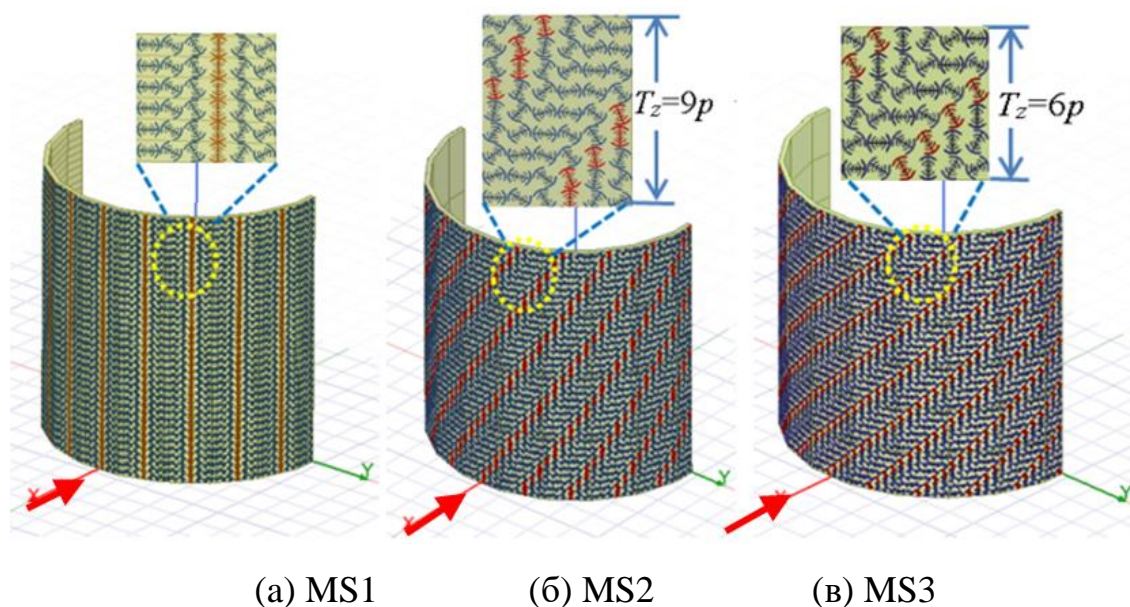 T_z=9p
T_z=6p
X
Y
X
Y
X
Y
(а) MS1 (б) MS2 (в) MS3